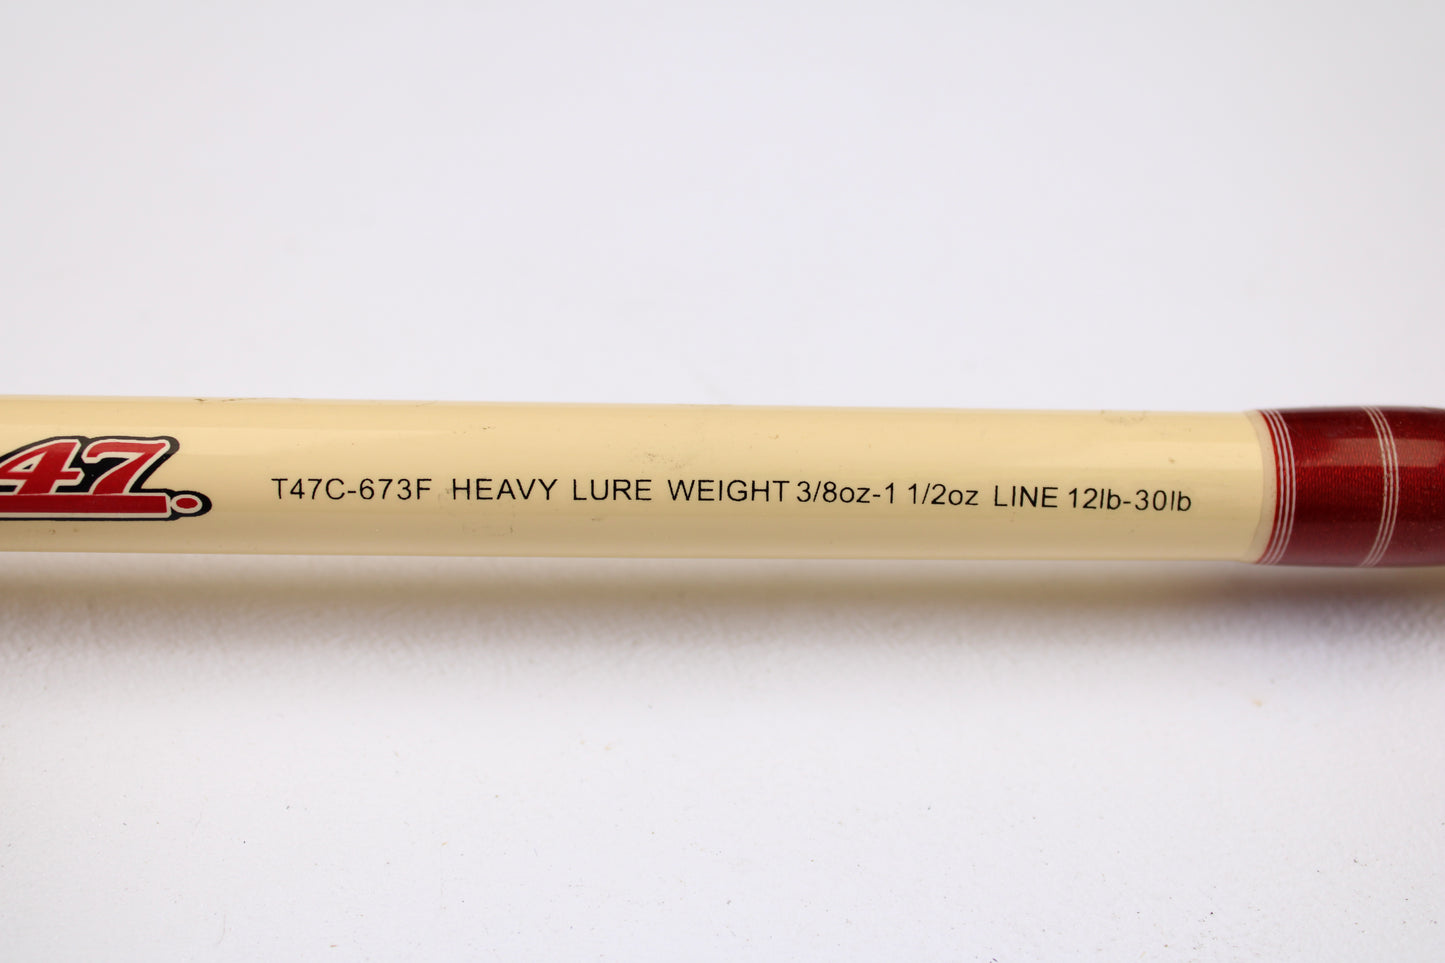 47.
T47C-673F HEAVY LURE WEIGHT 3/8oz-1 1/2oz LINE 12lb-30lb